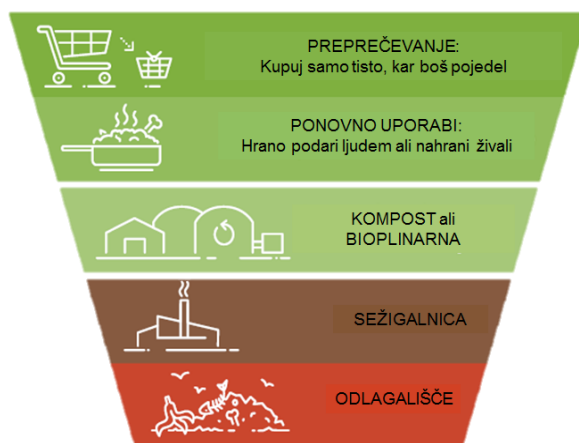 PREPREČEVANJE:
Kupuj samo tisto, kar boš pojedel
PONOVNO UPORABI:
Hrano podari ljudem ali nahrani živali
KOMPOST ali
BIOPLINARNA
SEŽIGALNICA
ODLAGALIŠČE